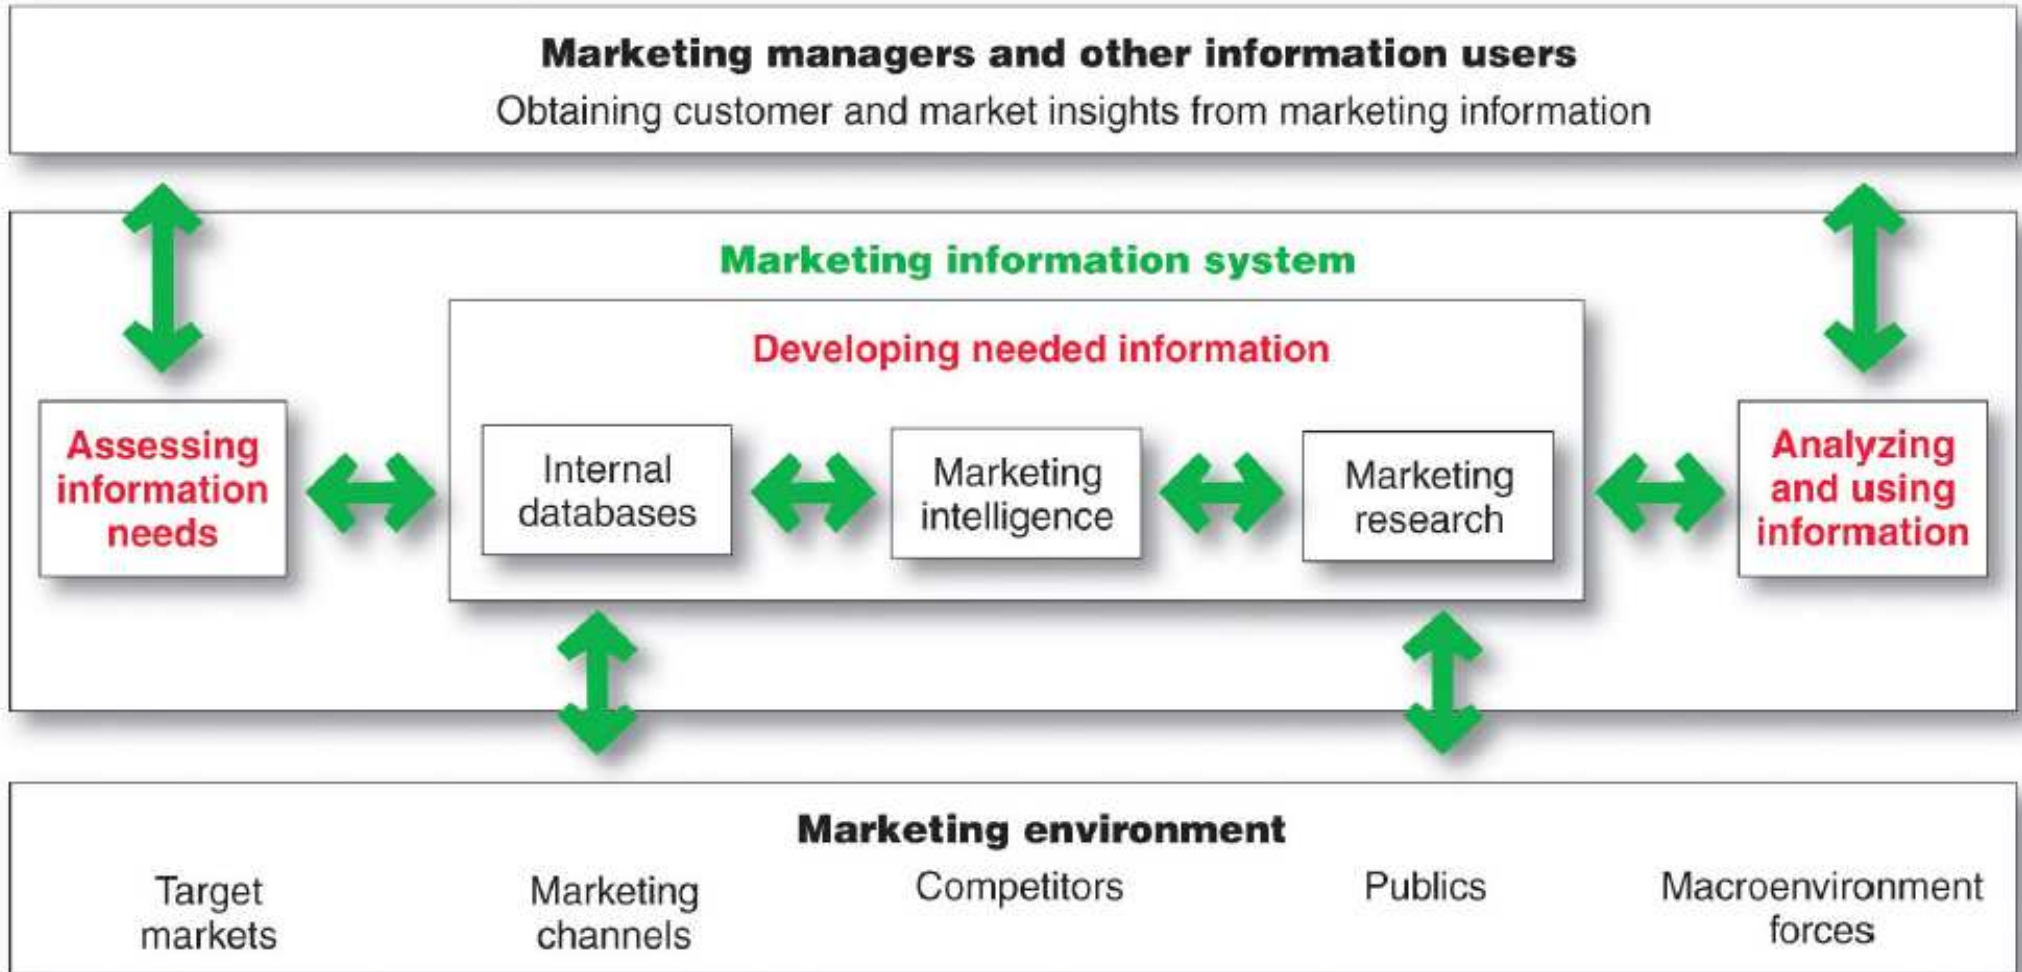 Marketing managers and other information users
Obtaining customer and market insights from marketing information
Marketing information system
Developing needed information
Assessing
information
needs
Internal
databases
Marketing
intelligence
Marketing
research
Analyzing
and using
information
Marketing environment
Target
markets
Marketing
channels
Competitors
Publics
Macroenvironment
forces